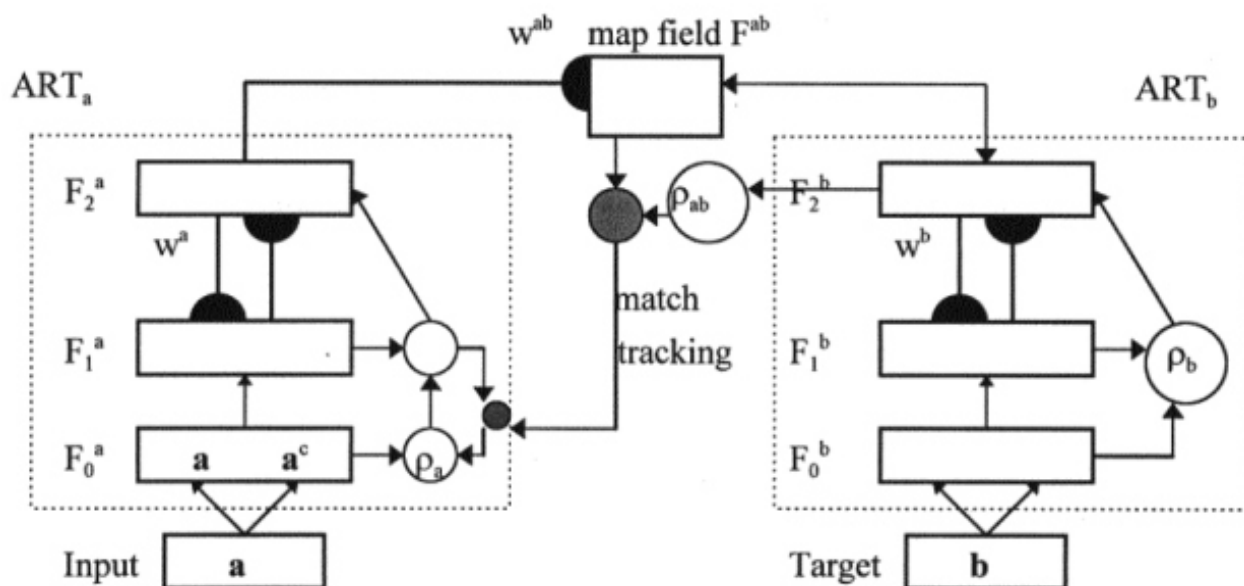 w^ab map field F^ab
ART_a
ART_b
F_2^a
ρ_ab
F_2^b
w^a
w^b
match
tracking
F_1^a
F_1^b
ρ_b
F_0^a a a^c ρ_a
F_0^b
Input a
Target b